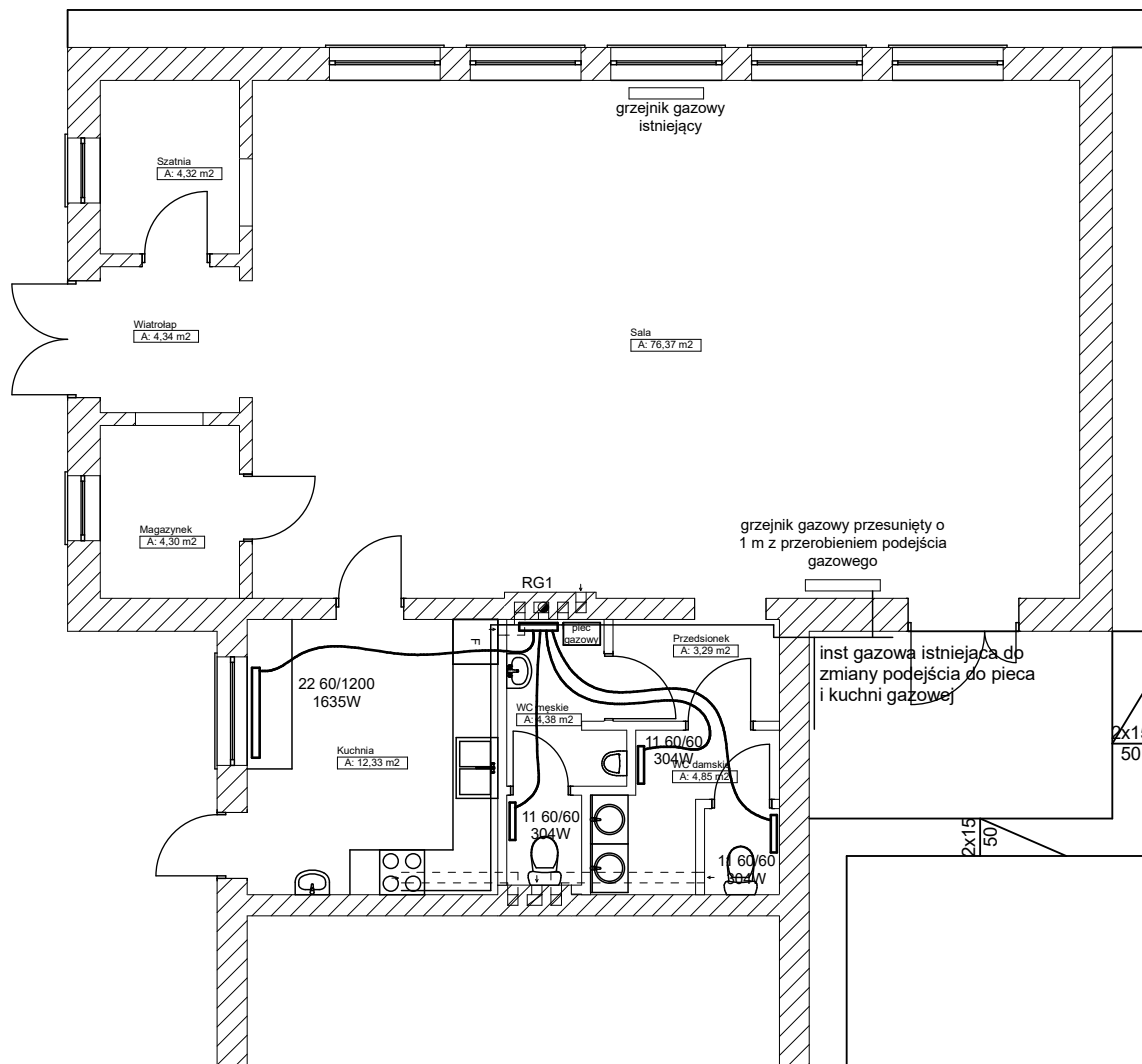 grzejnik gazowy
istniejący
Szatnia
A: 4,32 m2
Wiatrołap
A: 4,34 m2
Sala
A: 76,37 m2
Magazynek
A: 4,30 m2
grzejnik gazowy przesunięty o
1 m z przerobieniem podejścia
gazowego
RG1
piec
gazowy
F
Przedsionek
A: 3,29 m2
inst gazowa istniejaca do
zmiany podejścia do pieca
i kuchni gazowej
22 60/1200
1635W
WC męskie
A: 4,38 m2
Kuchnia
A: 12,33 m2
11 60/60
304W
WC damskie
A: 4,85 m2
11 60/60
304W
11 60/60
304W
2x15
50
2x15
50